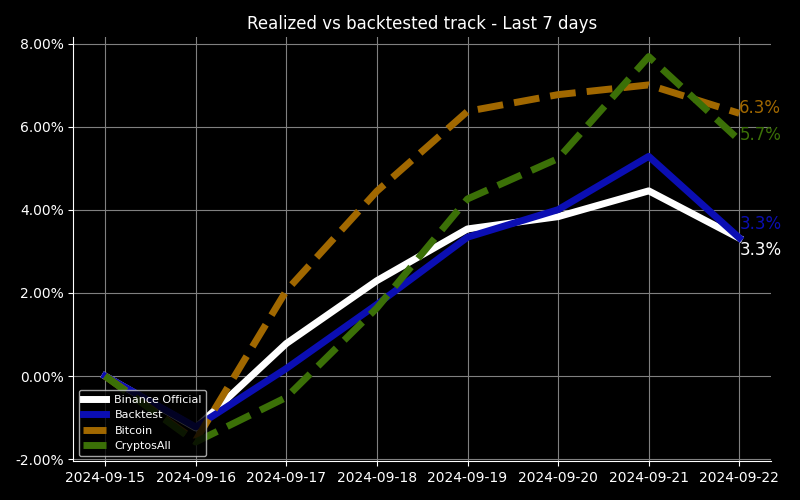 Realized vs backtested track - Last 7 days
8.00%
6.00%
4.00%
2.00%
0.00%
-2.00%
6.3%
5.7%
3.3%
3.3%
Binance Official
Backtest
Bitcoin
CryptosAll
2024-09-15 2024-09-16 2024-09-17 2024-09-18 2024-09-19 2024-09-20 2024-09-21 2024-09-22